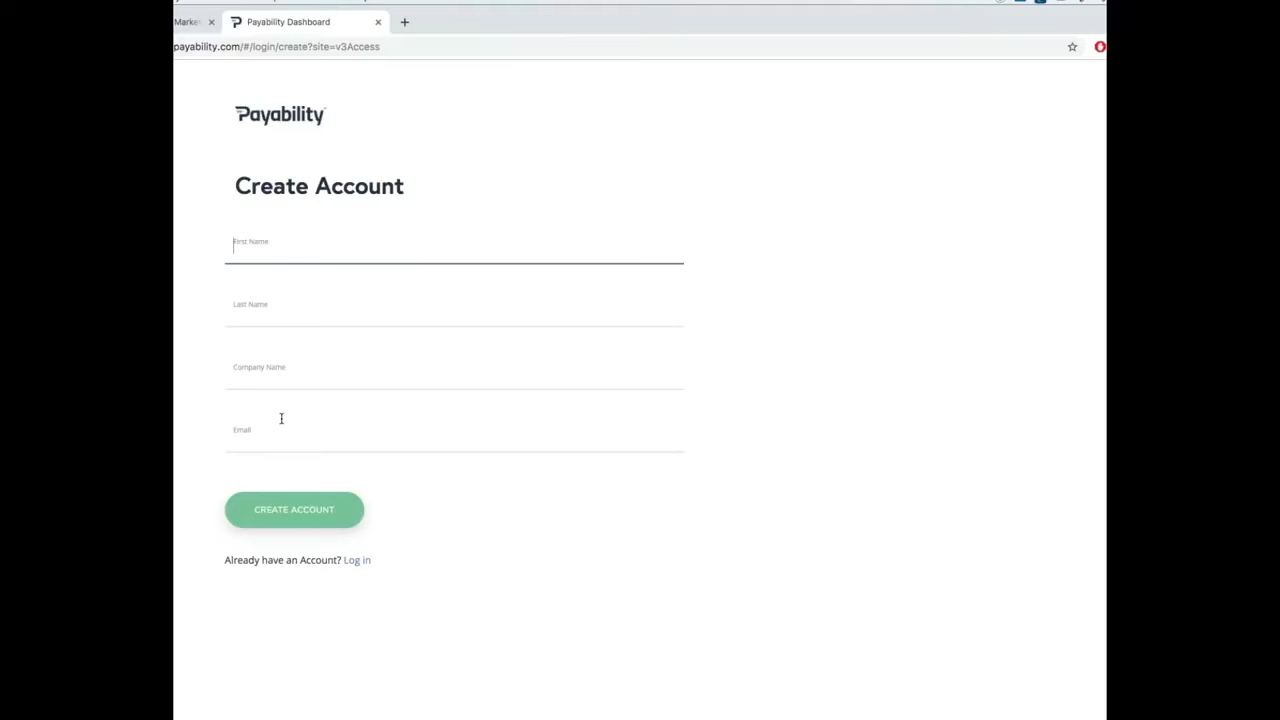 Market
Payability Dashboard
payability.com/#/login/create?site=v3Access
Payability
Create Account
First Name
Last Name
Company Name
Email
CREATE ACCOUNT
Already have an Account? Log in